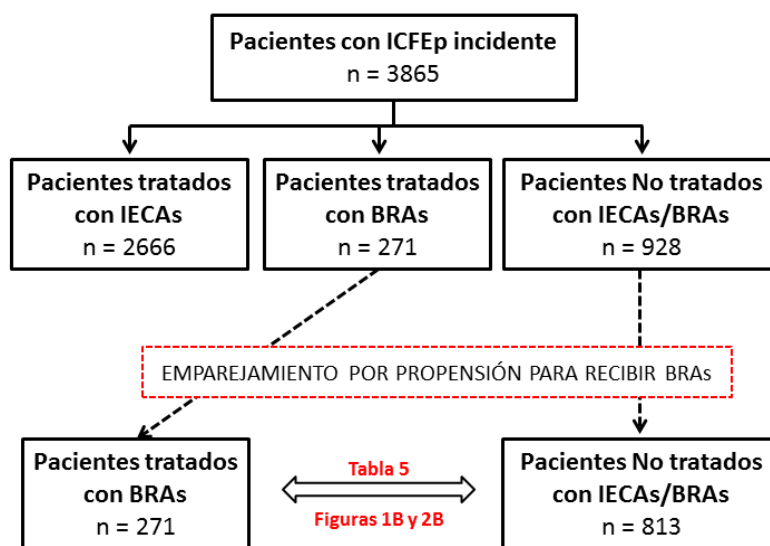 Pacientes con ICFEp incidente
n = 3865
Pacientes tratados
con IECAs
n = 2666
Pacientes tratados
con BRAs
n = 271
Pacientes No tratados
con IECAs/BRAs
n = 928
EMPAREJAMIENTO POR PROPENSIÓN PARA RECIBIR BRAs
Pacientes tratados
con BRAs
n = 271
Tabla 5
Figuras 1B y 2B
Pacientes No tratados
con IECAs/BRAs
n = 813